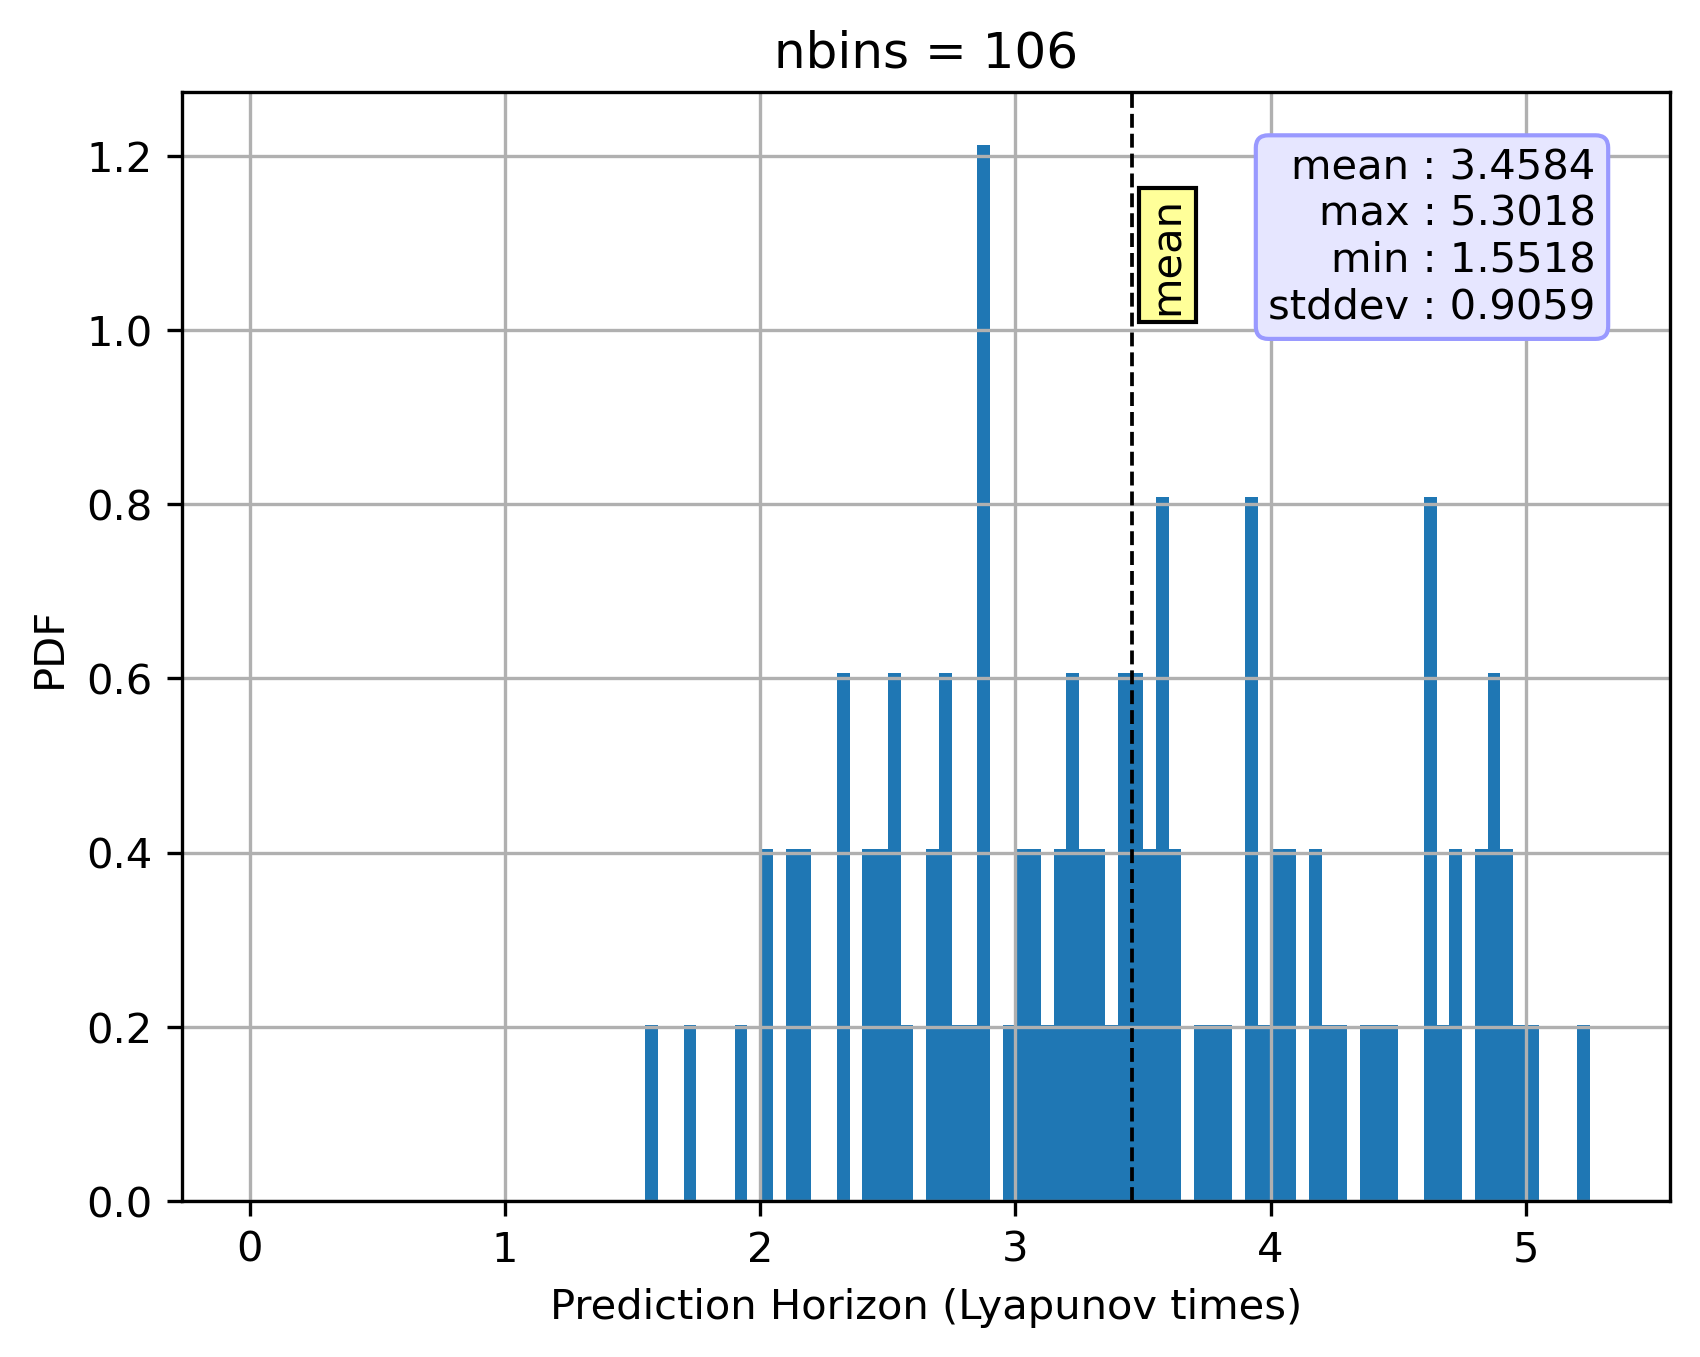 nbins = 106
1.2
1.0
0.8
0.6
0.4
0.2
0.0
PDF
mean
mean : 3.4584
max : 5.3018
min : 1.5518
stddev : 0.9059
0 1 2 3 4 5
Prediction Horizon (Lyapunov times)